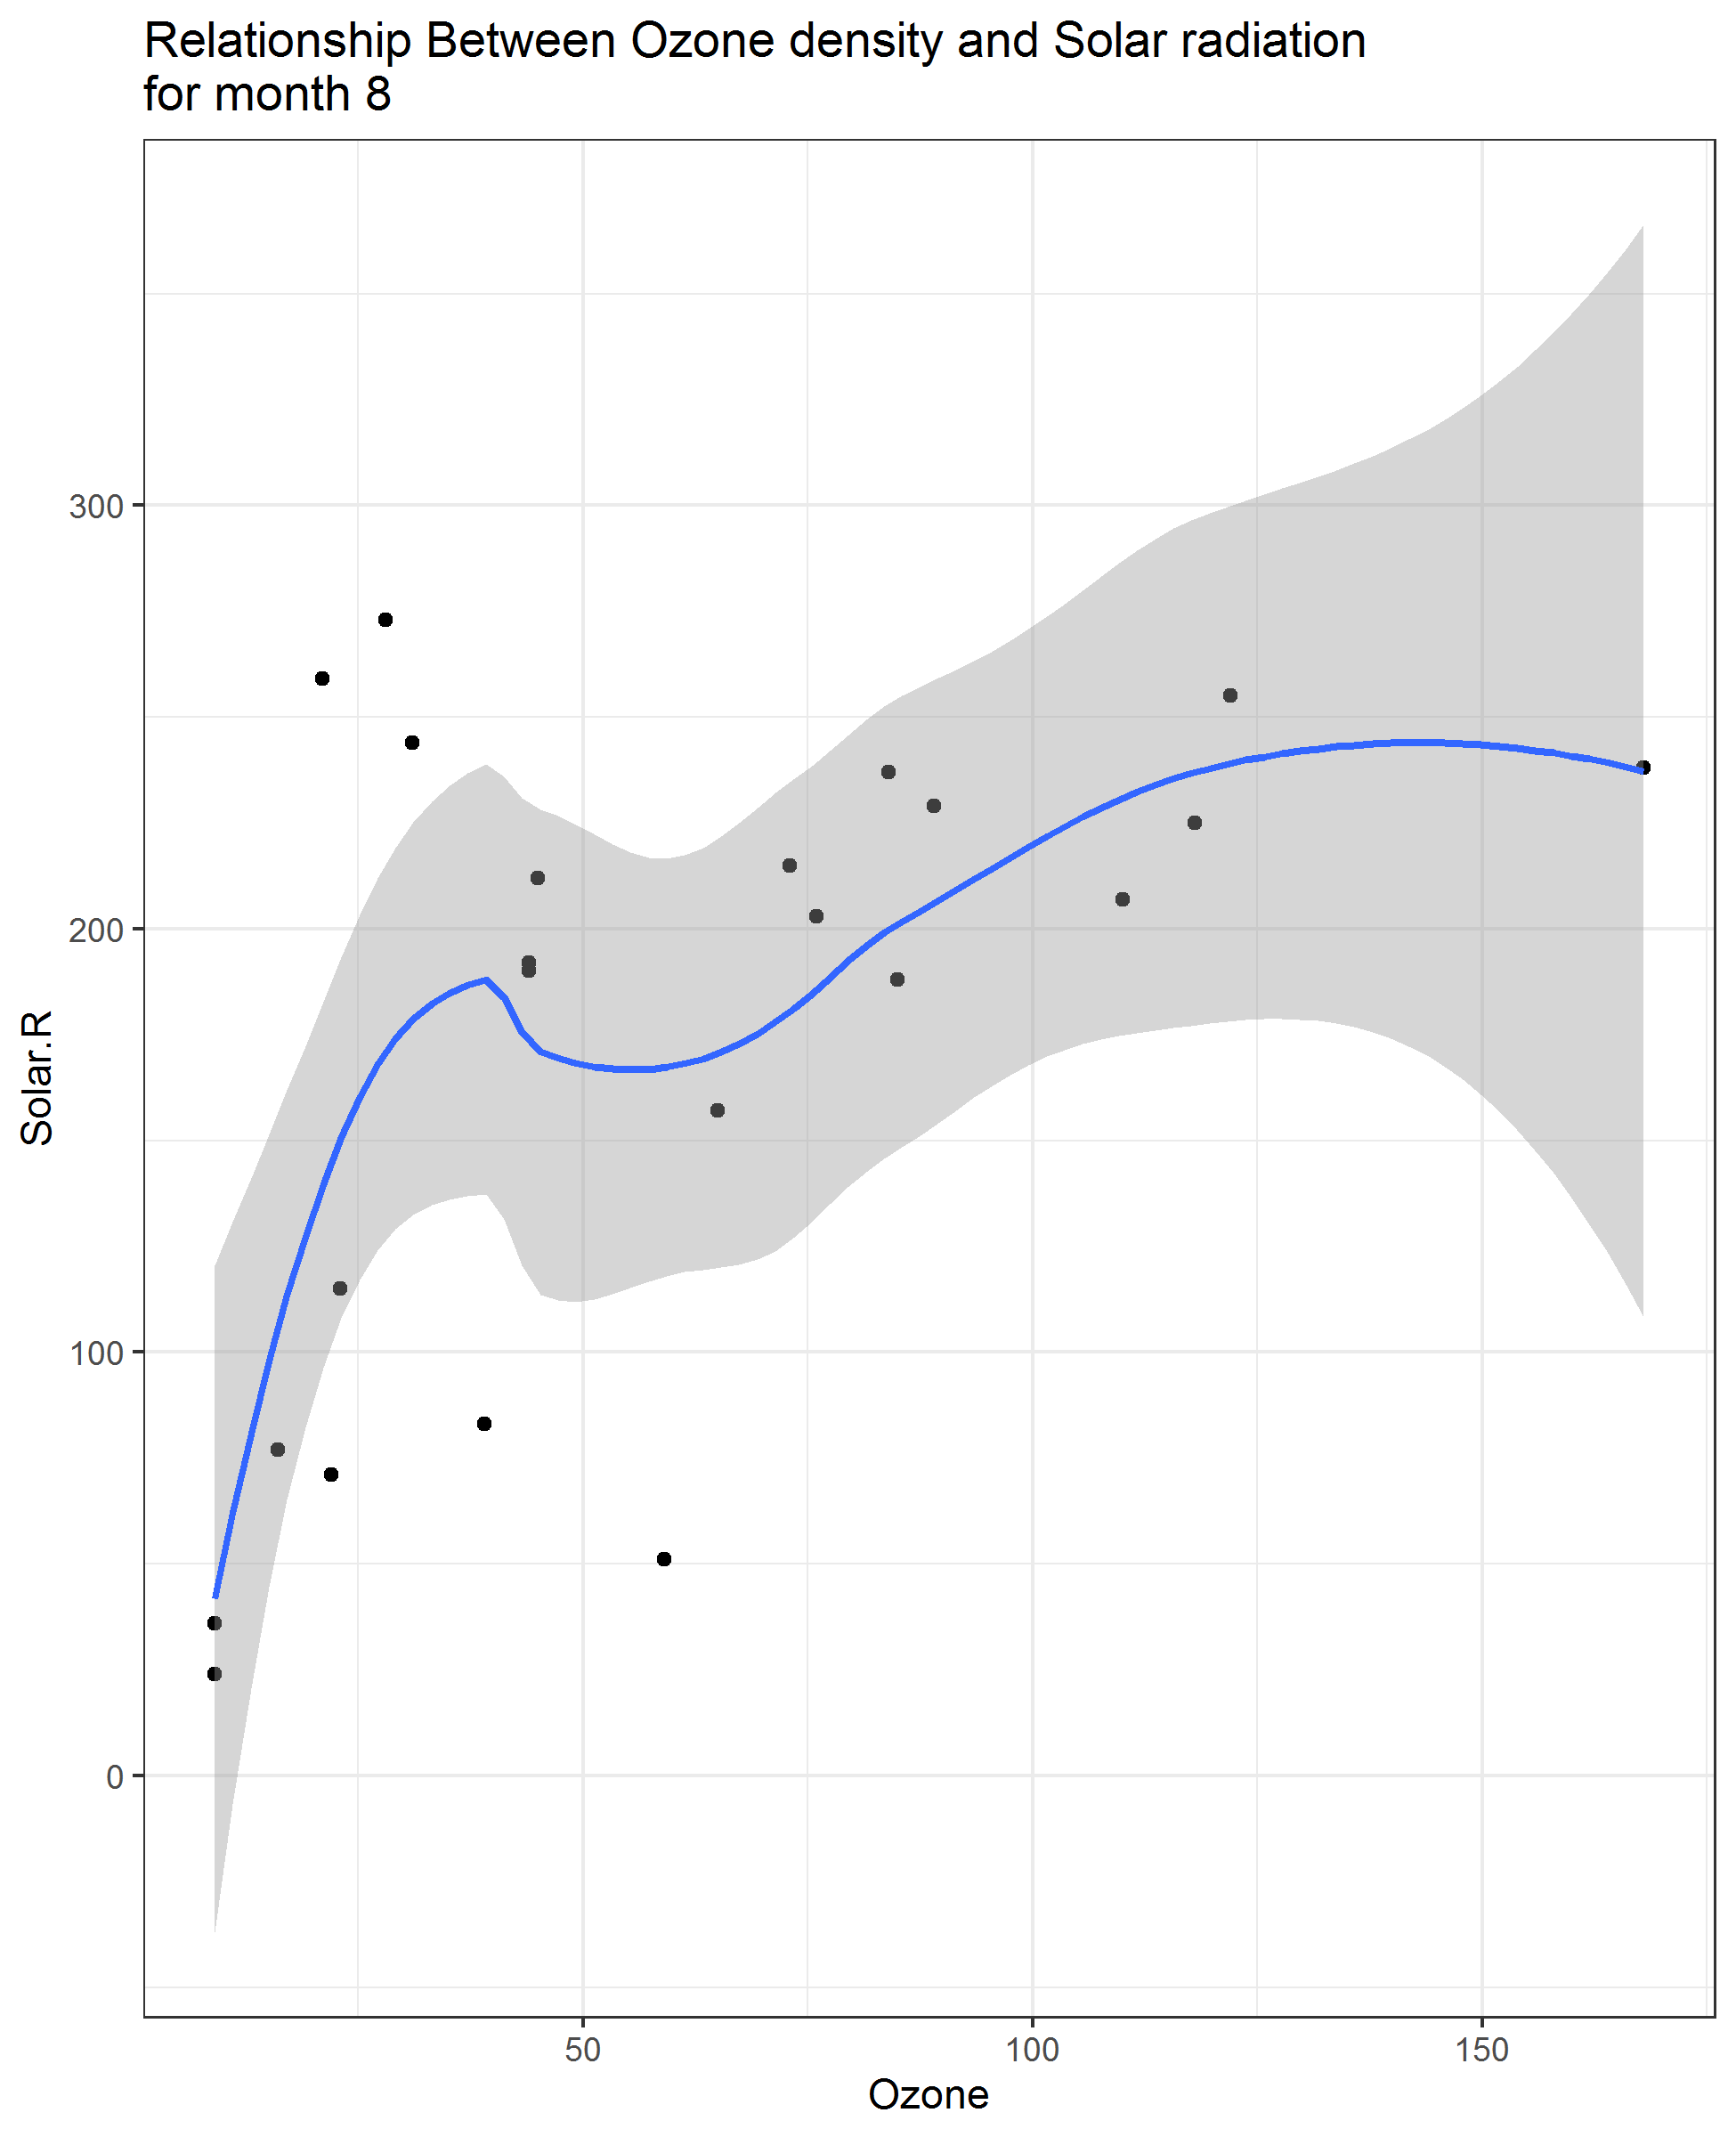 Relationship Between Ozone density and Solar radiation
for month 8
300
200
100
0
Solar.R
50 100 150
Ozone